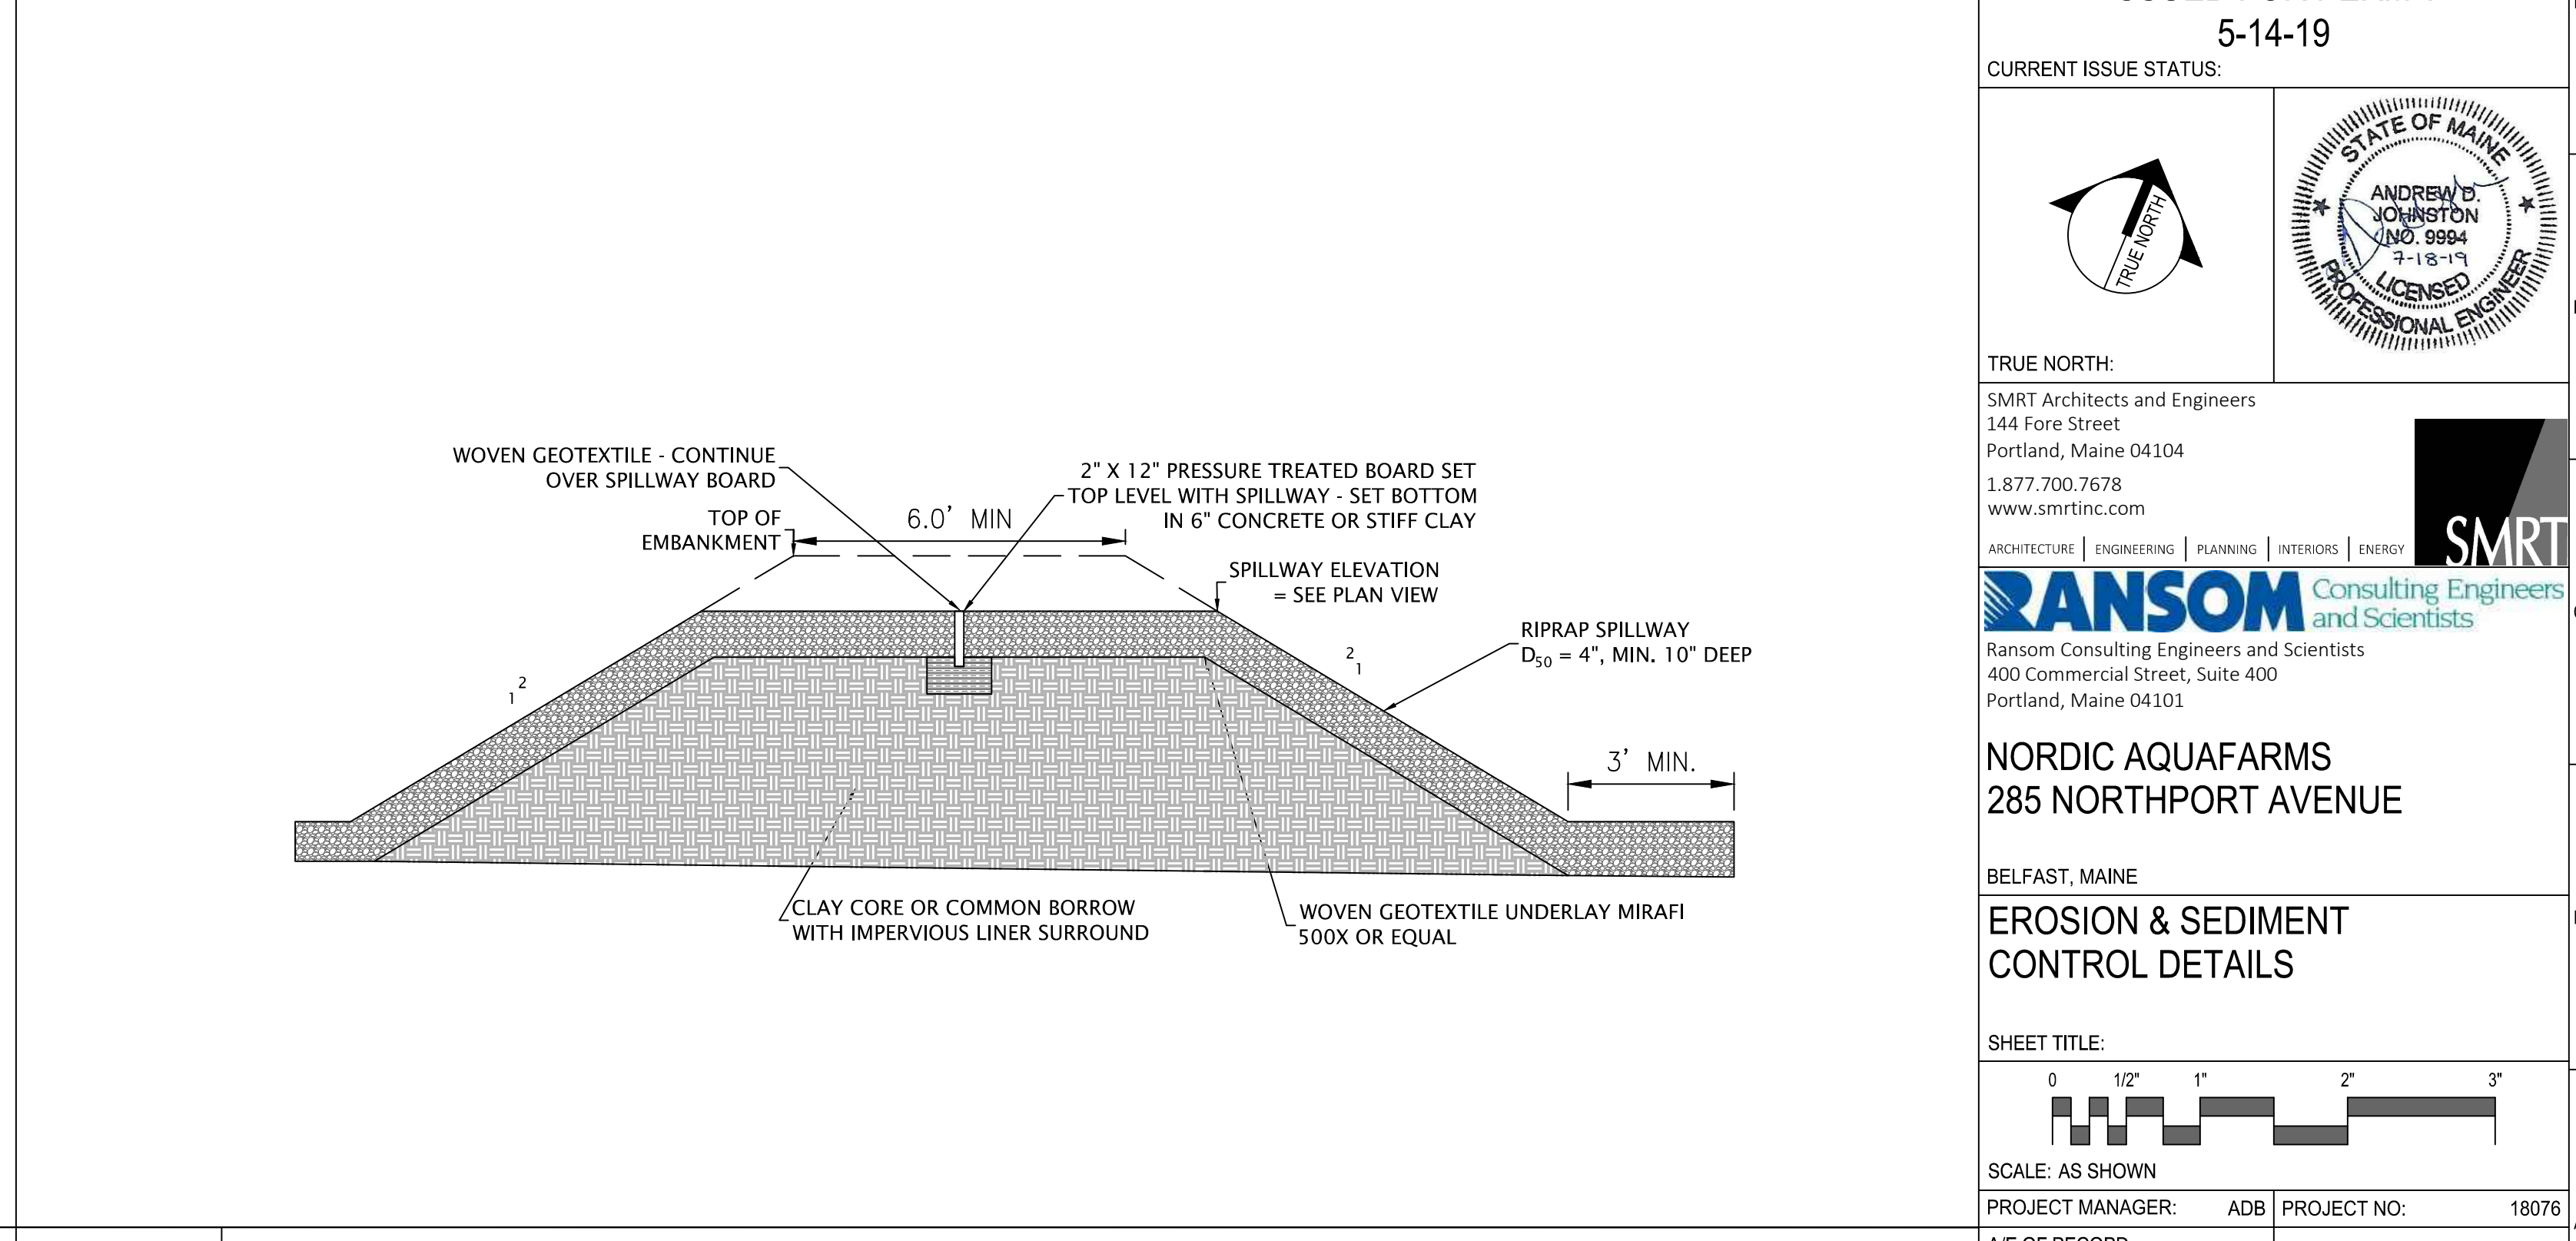 WOVEN GEOTEXTILE - CONTINUE
OVER SPILLWAY BOARD
TOP OF
EMBANKMENT
6.0' MIN
2" X 12" PRESSURE TREATED BOARD SET
TOP LEVEL WITH SPILLWAY - SET BOTTOM
IN 6" CONCRETE OR STIFF CLAY
SPILLWAY ELEVATION
= SEE PLAN VIEW
RIPRAP SPILLWAY
D50 = 4", MIN. 10" DEEP
2
1
2
1
3' MIN.
CLAY CORE OR COMMON BORROW
WITH IMPERVIOUS LINER SURROUND
WOVEN GEOTEXTILE UNDERLAY MIRAFI
500X OR EQUAL
5-14-19
CURRENT ISSUE STATUS:
TRUE NORTH
TRUE NORTH:
STATE OF MAINE
ANDREW D.
JOHNSTON
NO. 9994
7-18-19
LICENSED
PROFESSIONAL ENGINEER
SMRT Architects and Engineers
144 Fore Street
Portland, Maine 04104
1.877.700.7678
www.smrtinc.com
ARCHITECTURE | ENGINEERING | PLANNING | INTERIORS | ENERGY
SMRT
RANSOM Consulting Engineers
and Scientists
Ransom Consulting Engineers and Scientists
400 Commercial Street, Suite 400
Portland, Maine 04101
NORDIC AQUAFARMS
285 NORTHPORT AVENUE
BELFAST, MAINE
EROSION & SEDIMENT
CONTROL DETAILS
SHEET TITLE:
0 1/2" 1" 2" 3"
SCALE: AS SHOWN
PROJECT MANAGER: ADB
PROJECT NO: 18076